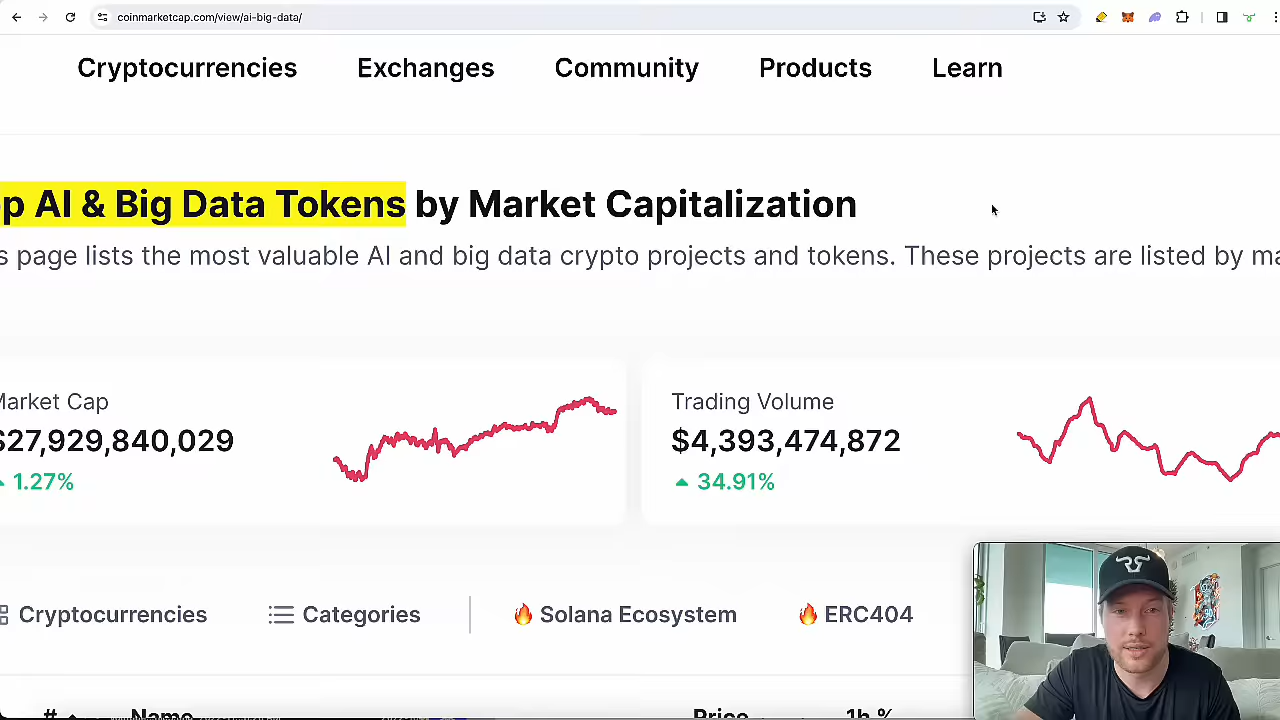 coinmarketcap.com/view/ai-big-data/
Cryptocurrencies Exchanges Community Products Learn
p AI & Big Data Tokens by Market Capitalization
s page lists the most valuable AI and big data crypto projects and tokens. These projects are listed by ma
Market Cap
$27,929,840,029
1.27%
Trading Volume
$4,393,474,872
34.91%
Cryptocurrencies Categories Solana Ecosystem ERC404
# Name Price 1h %